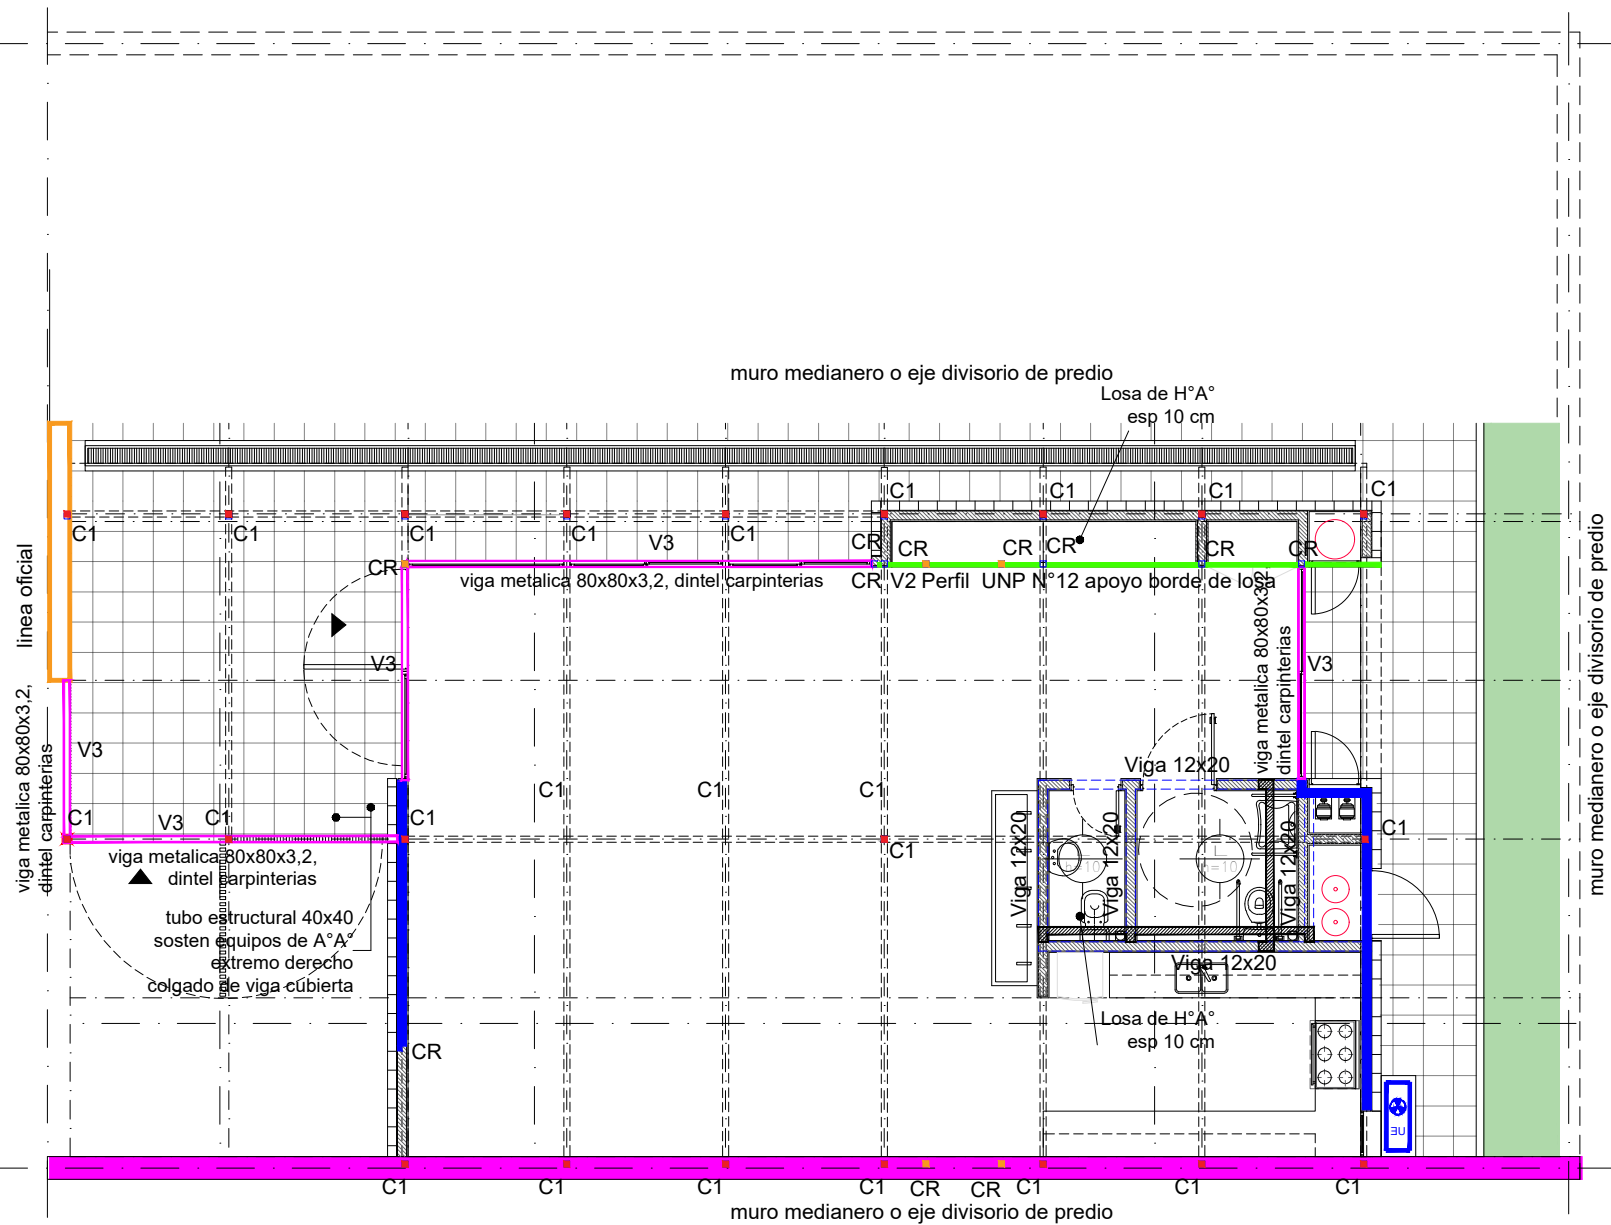 muro medianero o eje divisorio de predio
Losa de H°A°
esp 10 cm
C1
C1
C1
C1
C1
C1
C1
C1
C1
V3
CR
CR
CR
CR
CR
CR
CR
viga metalica 80x80x3,2, dintel carpinterias
CR
V2 Perfil UNP N°12 apoyo borde de losa
linea oficial
muro medianero o eje divisorio de predio
V3
viga metalica 80x80x3,2
dintel carpinterias
V3
viga metalica 80x80x3,2,
dintel carpinterias
V3
Viga 12x20
C1
C1
C1
C1
V3
C1
C1
C1
C1
viga metalica 80x80x3,2,
dintel carpinterias
Viga 12x20
Viga 12x20
Viga 12x20
h=10
h=10
tubo estructural 40x40
sosten equipos de A°A°
extremo derecho
colgado de viga cubierta
Viga 12x20
Losa de H°A°
esp 10 cm
CR
UE
C1
C1
C1
C1
CR
CR
C1
C1
C1
muro medianero o eje divisorio de predio